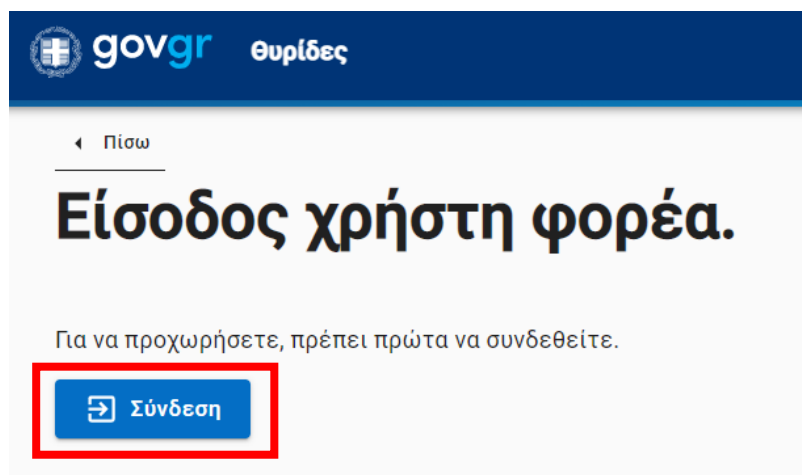 govgr Θυρίδες
Πίσω
Είσοδος χρήστη φορέα.
Για να προχωρήσετε, πρέπει πρώτα να συνδεθείτε.
Σύνδεση